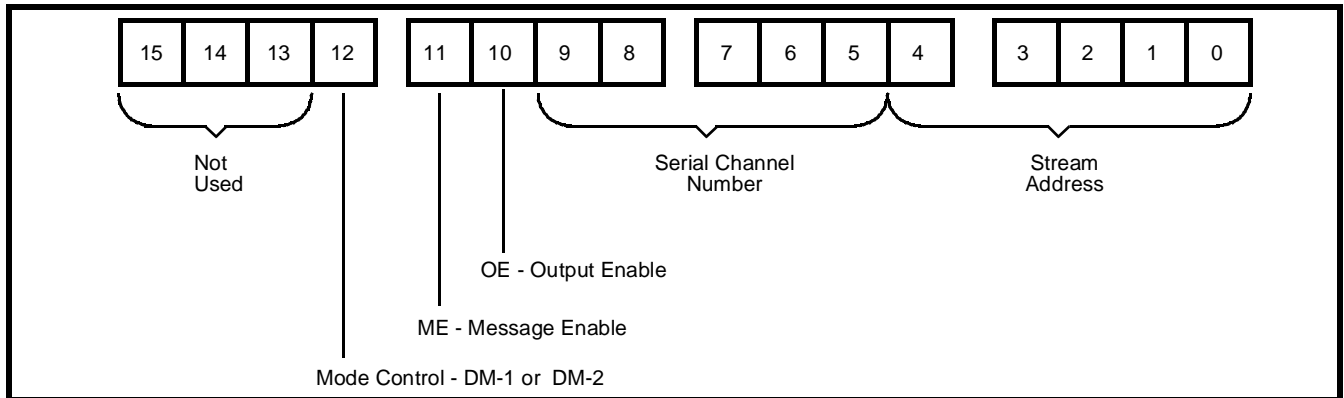 15 14 13 12 11 10 9 8 7 6 5 4 3 2 1 0
Not
Used
Serial Channel
Number
Stream
Address
OE - Output Enable
ME - Message Enable
Mode Control - DM-1 or DM-2